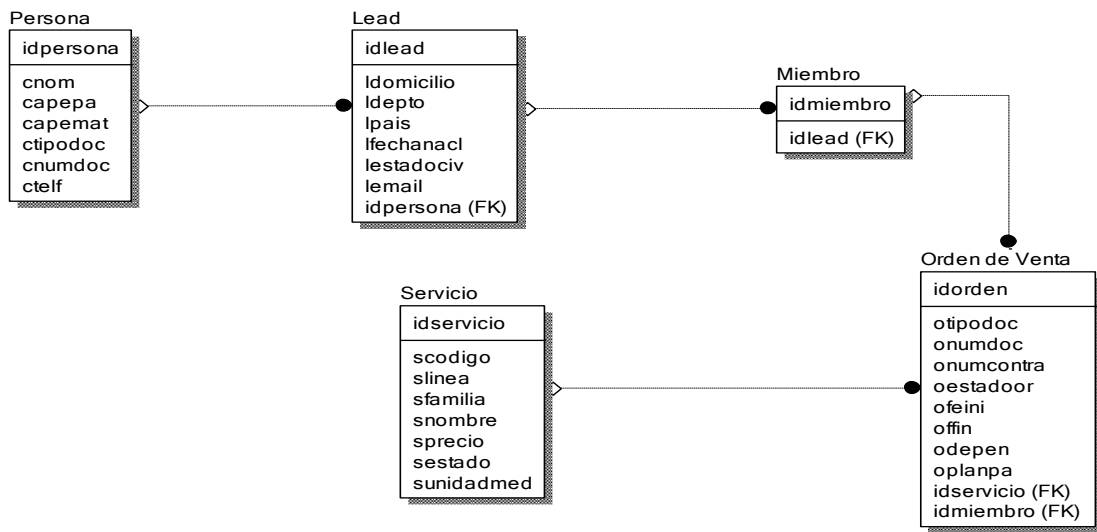 Persona
idpersona
cnom
capepa
capemat
ctipodoc
cnumdoc
ctelf
Lead
idlead
ldomicilio
ldepto
lpais
lfechanacl
lestadociv
lemail
idpersona (FK)
Miembro
idmiembro
idlead (FK)
Servicio
idservicio
scodigo
slinea
sfamilia
snombre
sprecio
sestado
sunidadmed
Orden de Venta
idorden
otipodoc
onumdoc
onumcontra
oestadoor
ofeini
offin
odepen
oplanpa
idservicio (FK)
idmiembro (FK)